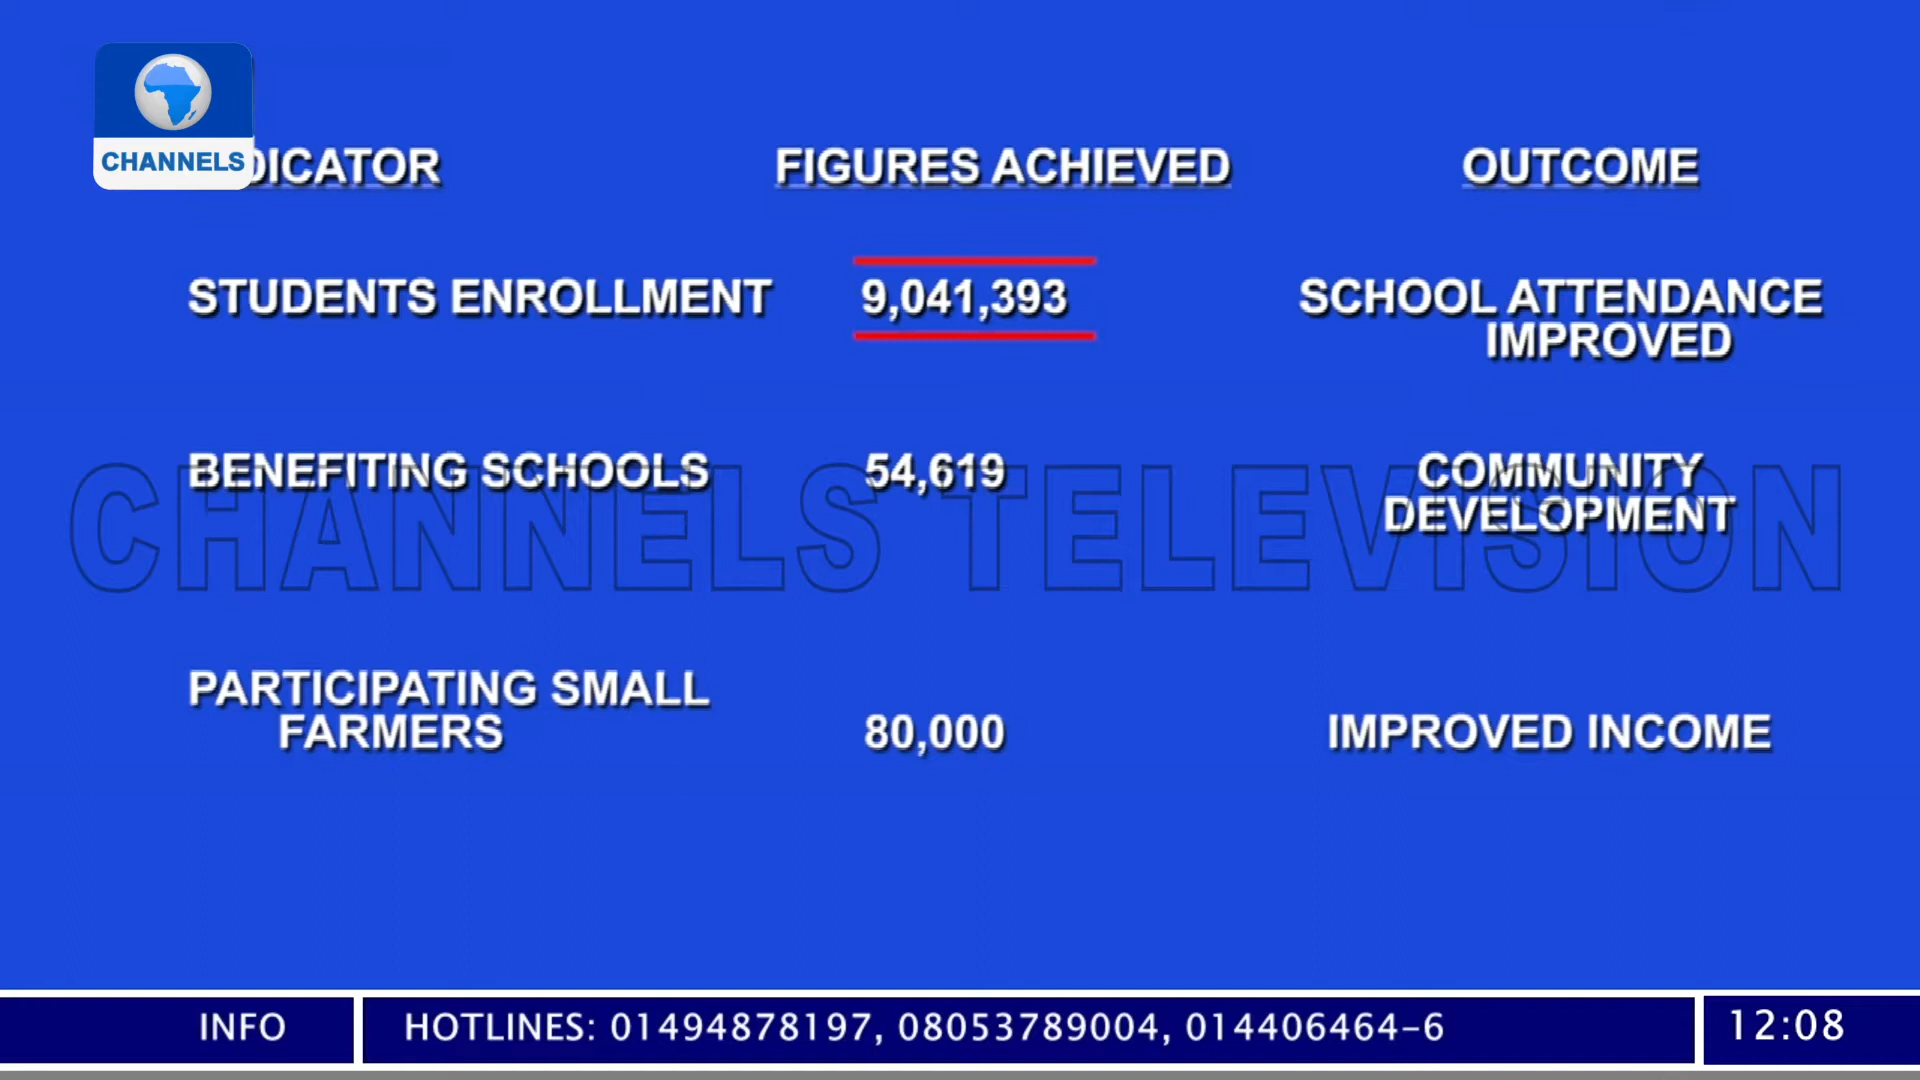 CHANNELS
DICATOR
FIGURES ACHIEVED
OUTCOME
STUDENTS ENROLLMENT
9,041,393
SCHOOL ATTENDANCE
IMPROVED
BENEFITING SCHOOLS
54,619
COMMUNITY
DEVELOPMENT
CHANNELS TELEVISION
PARTICIPATING SMALL
FARMERS
80,000
IMPROVED INCOME
INFO
HOTLINES: 01494878197, 08053789004, 014406464-6
12:08